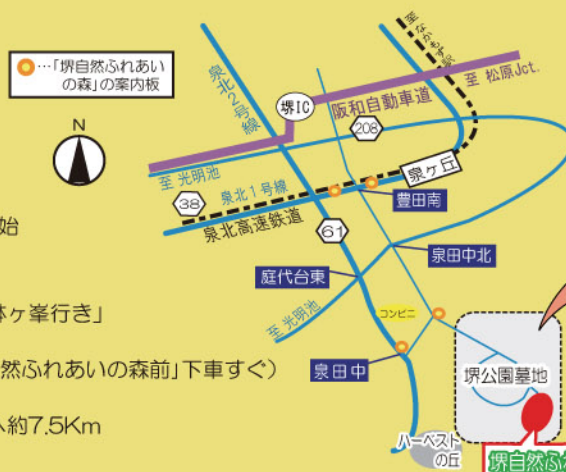 …「堺自然ふれあい
の森」の案内板
N
至なかもず駅
至 松原Jct.
泉北2号線
堺IC
阪和自動車道
208
至 光明池
泉ヶ丘
38
泉北1号線
豊田南
泉北高速鉄道
61
泉田中北
始
庭代台東
ヶ峯行き」
コンビニ
至 光明池
然ふれあいの森前」下車すぐ)
泉田中
堺公園墓地
約7.5Km
ハーベスト
の丘
堺自然ふれ